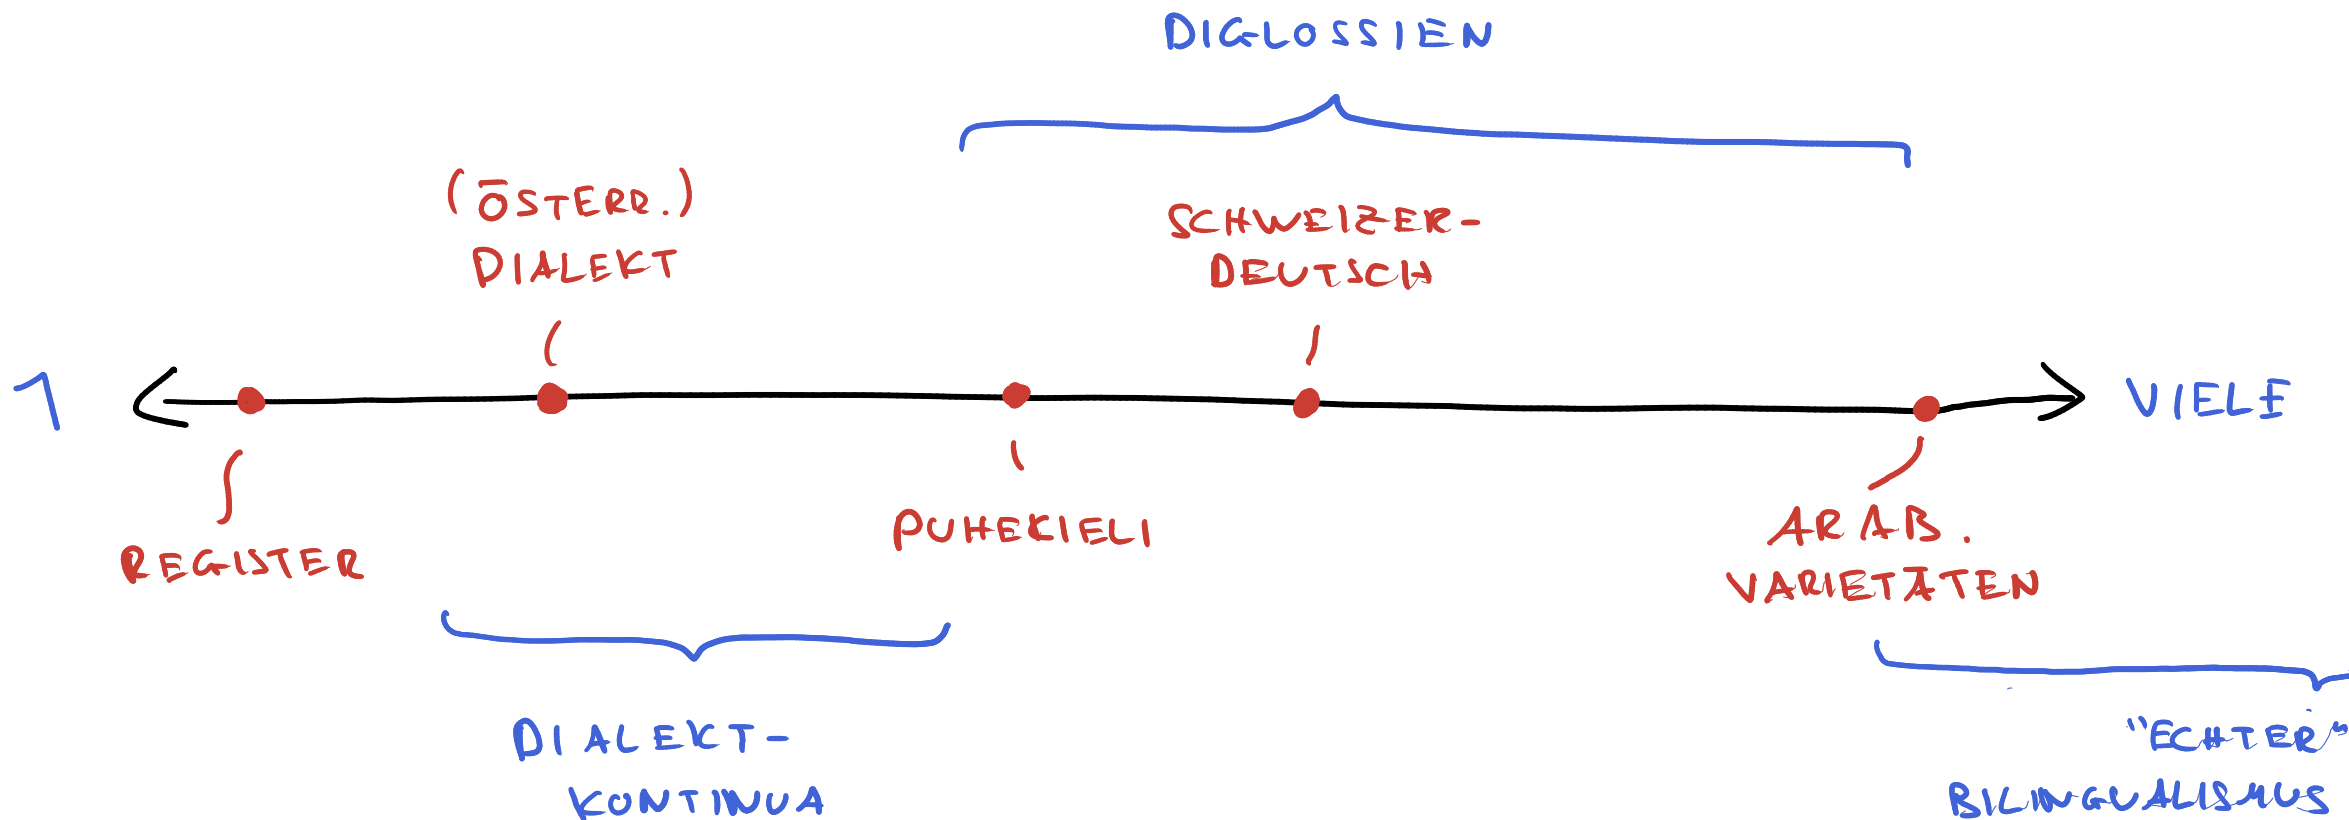 DIGLOSSIEN
(ÖSTERR.)
DIALEKT
SCHWEIZER-
DEUTSCH
1
VIELE
REGISTER
PUHEKIELI
ARAB.
VARIETÄTEN
DIALEKT-
KONTINUA
"ECHTER"
BILINGUALISMUS